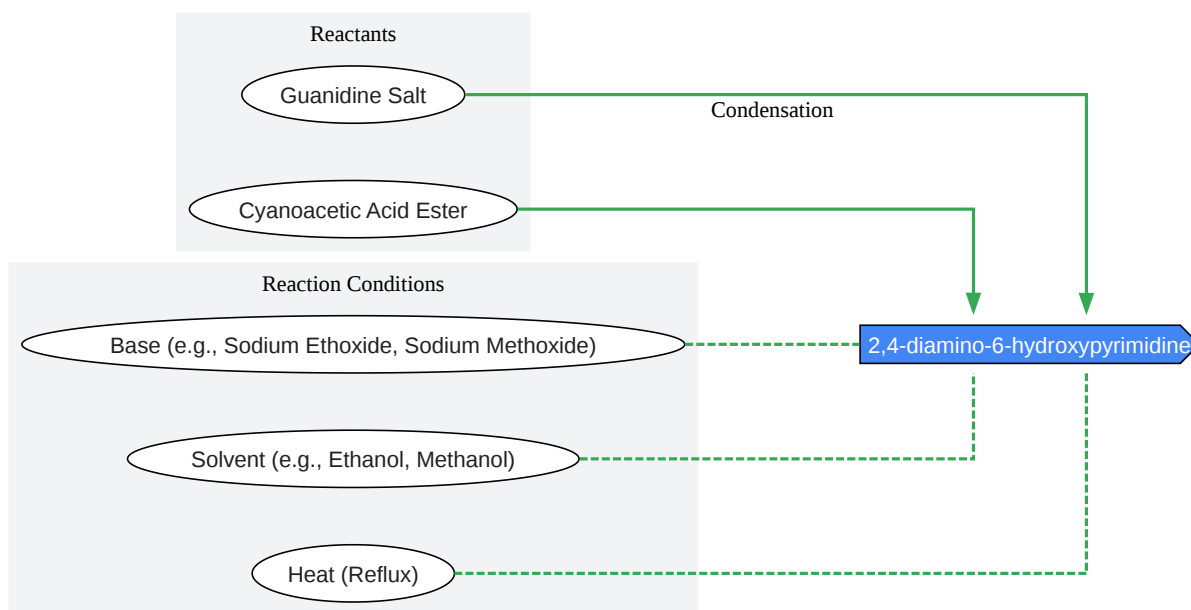 Reactants
Guanidine Salt
Condensation
Cyanoacetic Acid Ester
Reaction Conditions
Base (e.g., Sodium Ethoxide, Sodium Methoxide)
2,4-diamino-6-hydroxypyrimidine
Solvent (e.g., Ethanol, Methanol)
Heat (Reflux)